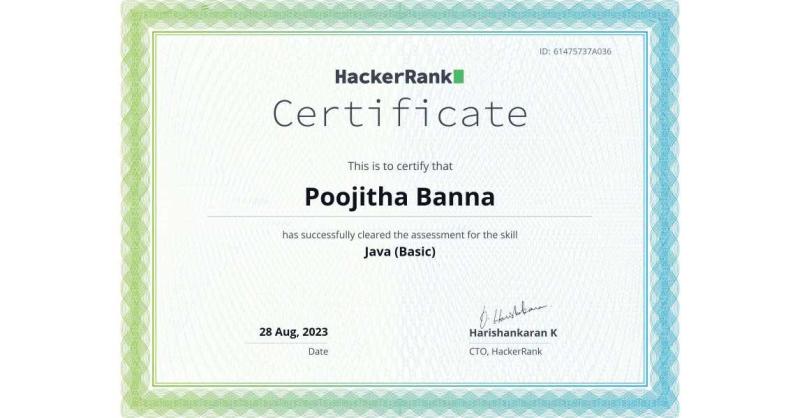 ID: 61475737A036
HackerRank
Certificate
This is to certify that
Poojitha Banna
has successfully cleared the assessment for the skill
Java (Basic)
28 Aug, 2023
Date
Harishankaran K
CTO, HackerRank